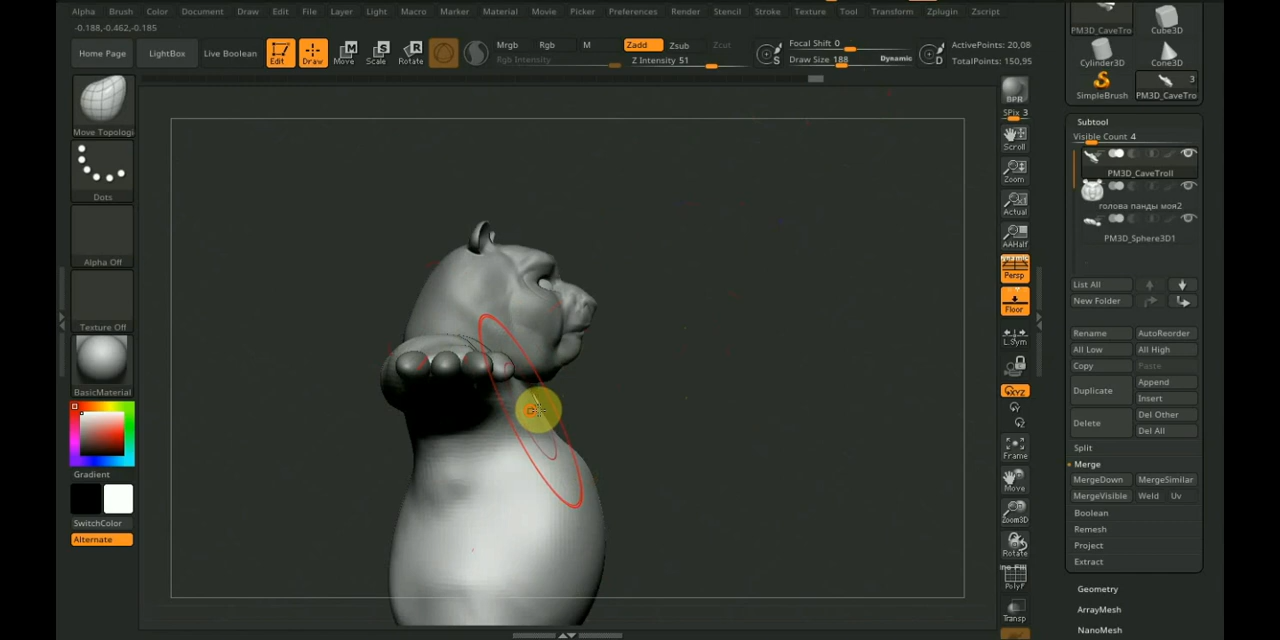 Alpha Brush Color Document Draw Edit File Layer Light Macro Marker Material Movie Picker Preferences Render Stencil Stroke Texture Tool Transform Zplugin Zscript
-0.188,-0.462,-0.185
Home Page LightBox Live Boolean Edit Draw Move Scale Rotate
Mrgb Rgb M Zadd Zsub Zcut
Rgb Intensity Z Intensity 51
Focal Shift 0
Draw Size 188 Dynamic
ActivePoints: 20,08
TotalPoints: 150,95
Move Topologi
Dots
Alpha Off
Texture Off
BasicMaterial
Gradient
SwitchColor
Alternate
BPR
SPix 3
Scroll
Zoom
Actual
AAHalf
Dynamic
Persp
Floor
L.Sym
XYZ
Frame
Move
Zoom3D
Rotate
PolyF
Transp
PM3D_CaveTro Cube3D
Cylinder3D Cone3D
3
SimpleBrush PM3D_CaveTro
Subtool
Visible Count 4
PM3D_CaveTroll
голова панды моя2
PM3D_Sphere3D1
List All
New Folder
Rename AutoReorder
All Low All High
Copy Paste
Duplicate Append
Insert
Delete Del Other
Del All
Split
Merge
MergeDown MergeSimilar
MergeVisible Weld Uv
Boolean
Remesh
Project
Extract
Geometry
ArrayMesh
NanoMesh